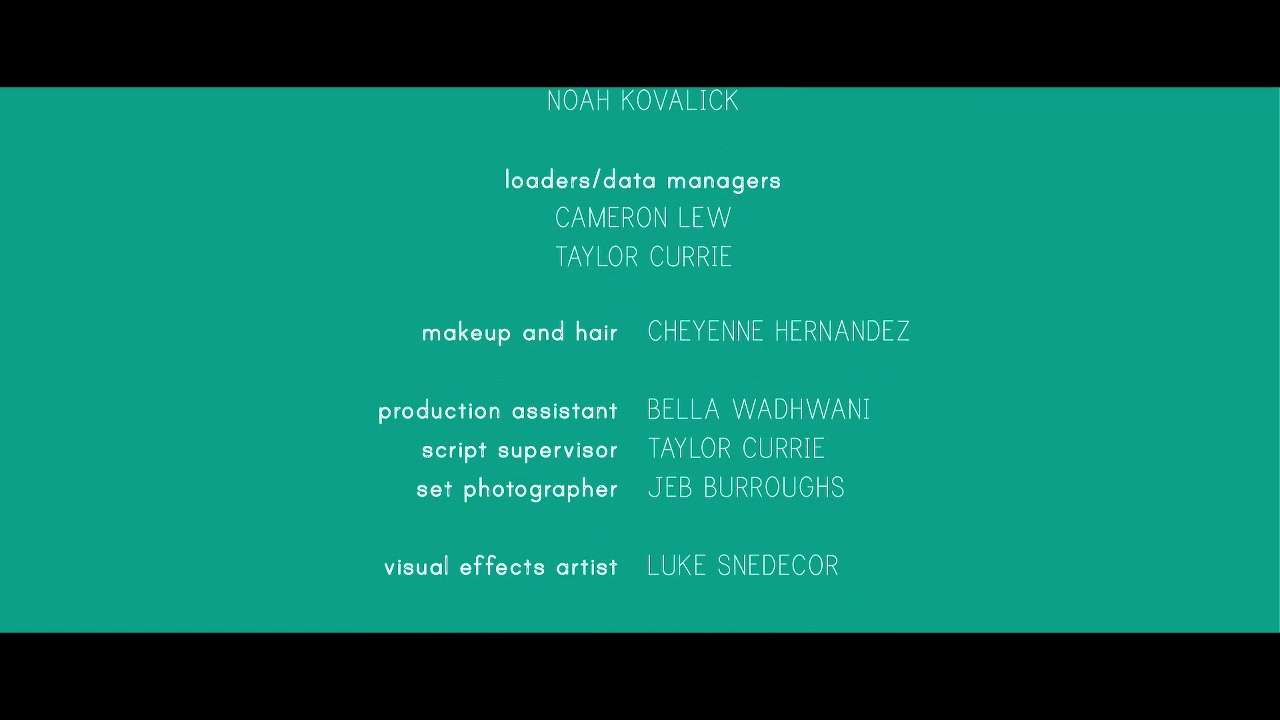 NOAH KOVALICK
loaders/data managers
CAMERON LEW
TAYLOR CURRIE
makeup and hair CHEYENNE HERNANDEZ
production assistant BELLA WADHWANI
script supervisor TAYLOR CURRIE
set photographer JEB BURROUGHS
visual effects artist LUKE SNEDECOR